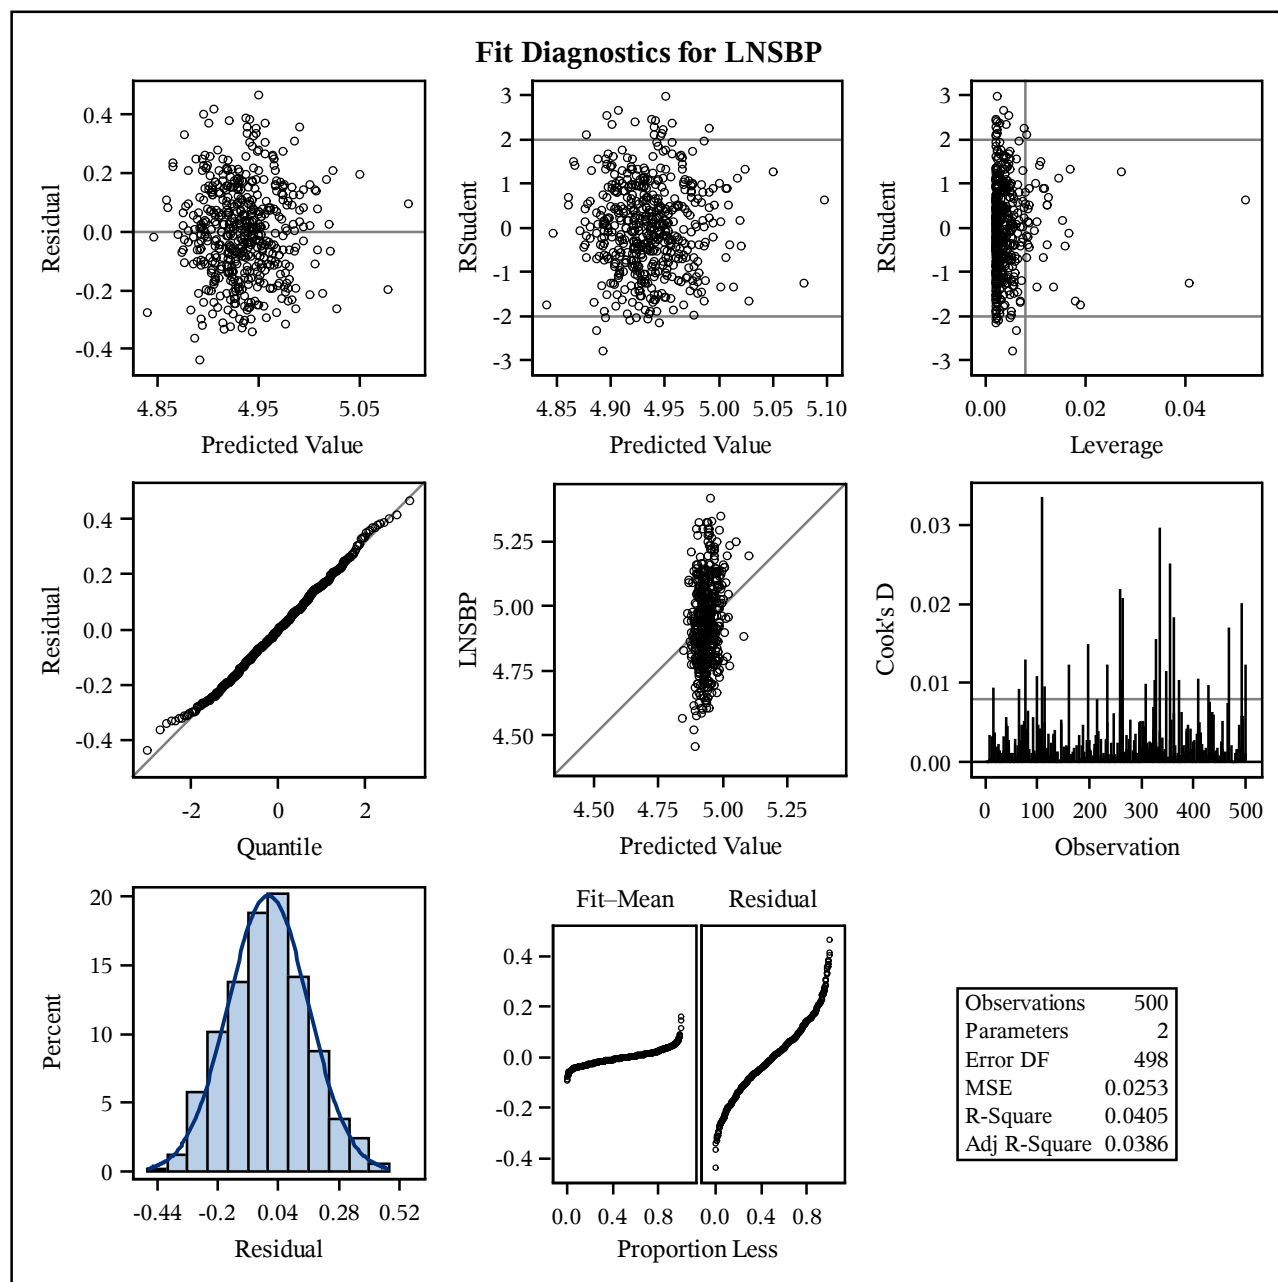 Fit Diagnostics for LNSBP
0.4
0.2
0.0
-0.2
-0.4
Residual
4.85 4.95 5.05
Predicted Value
3
2
1
0
-1
-2
-3
RStudent
4.85 4.90 4.95 5.00 5.05 5.10
Predicted Value
3
2
1
0
-1
-2
-3
RStudent
0.00 0.02 0.04
Leverage
0.4
0.2
0.0
-0.2
-0.4
Residual
-2 0 2
Quantile
5.25
5.00
4.75
4.50
LNSBP
4.50 4.75 5.00 5.25
Predicted Value
0.03
0.02
0.01
0.00
Cook's D
0 100 200 300 400 500
Observation
20
15
10
5
0
Percent
-0.44 -0.2 0.04 0.28 0.52
Residual
Fit–Mean Residual
0.4
0.2
0.0
-0.2
-0.4
0.0 0.4 0.8 0.0 0.4 0.8
Proportion Less
Observations 500
Parameters 2
Error DF 498
MSE 0.0253
R-Square 0.0405
Adj R-Square 0.0386